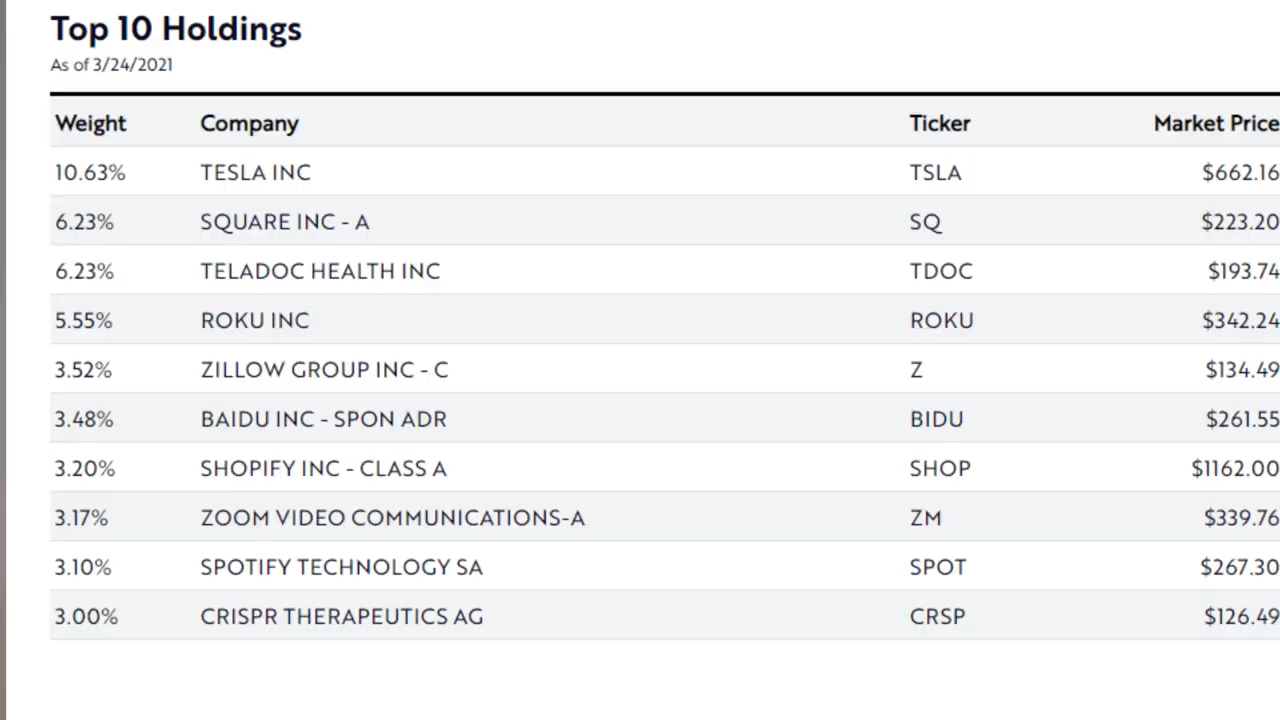 Top 10 Holdings
As of 3/24/2021
Weight Company Ticker Market Price
10.63% TESLA INC TSLA $662.16
6.23% SQUARE INC - A SQ $223.20
6.23% TELADOC HEALTH INC TDOC $193.74
5.55% ROKU INC ROKU $342.24
3.52% ZILLOW GROUP INC - C Z $134.49
3.48% BAIDU INC - SPON ADR BIDU $261.55
3.20% SHOPIFY INC - CLASS A SHOP $1162.00
3.17% ZOOM VIDEO COMMUNICATIONS-A ZM $339.76
3.10% SPOTIFY TECHNOLOGY SA SPOT $267.30
3.00% CRISPR THERAPEUTICS AG CRSP $126.49